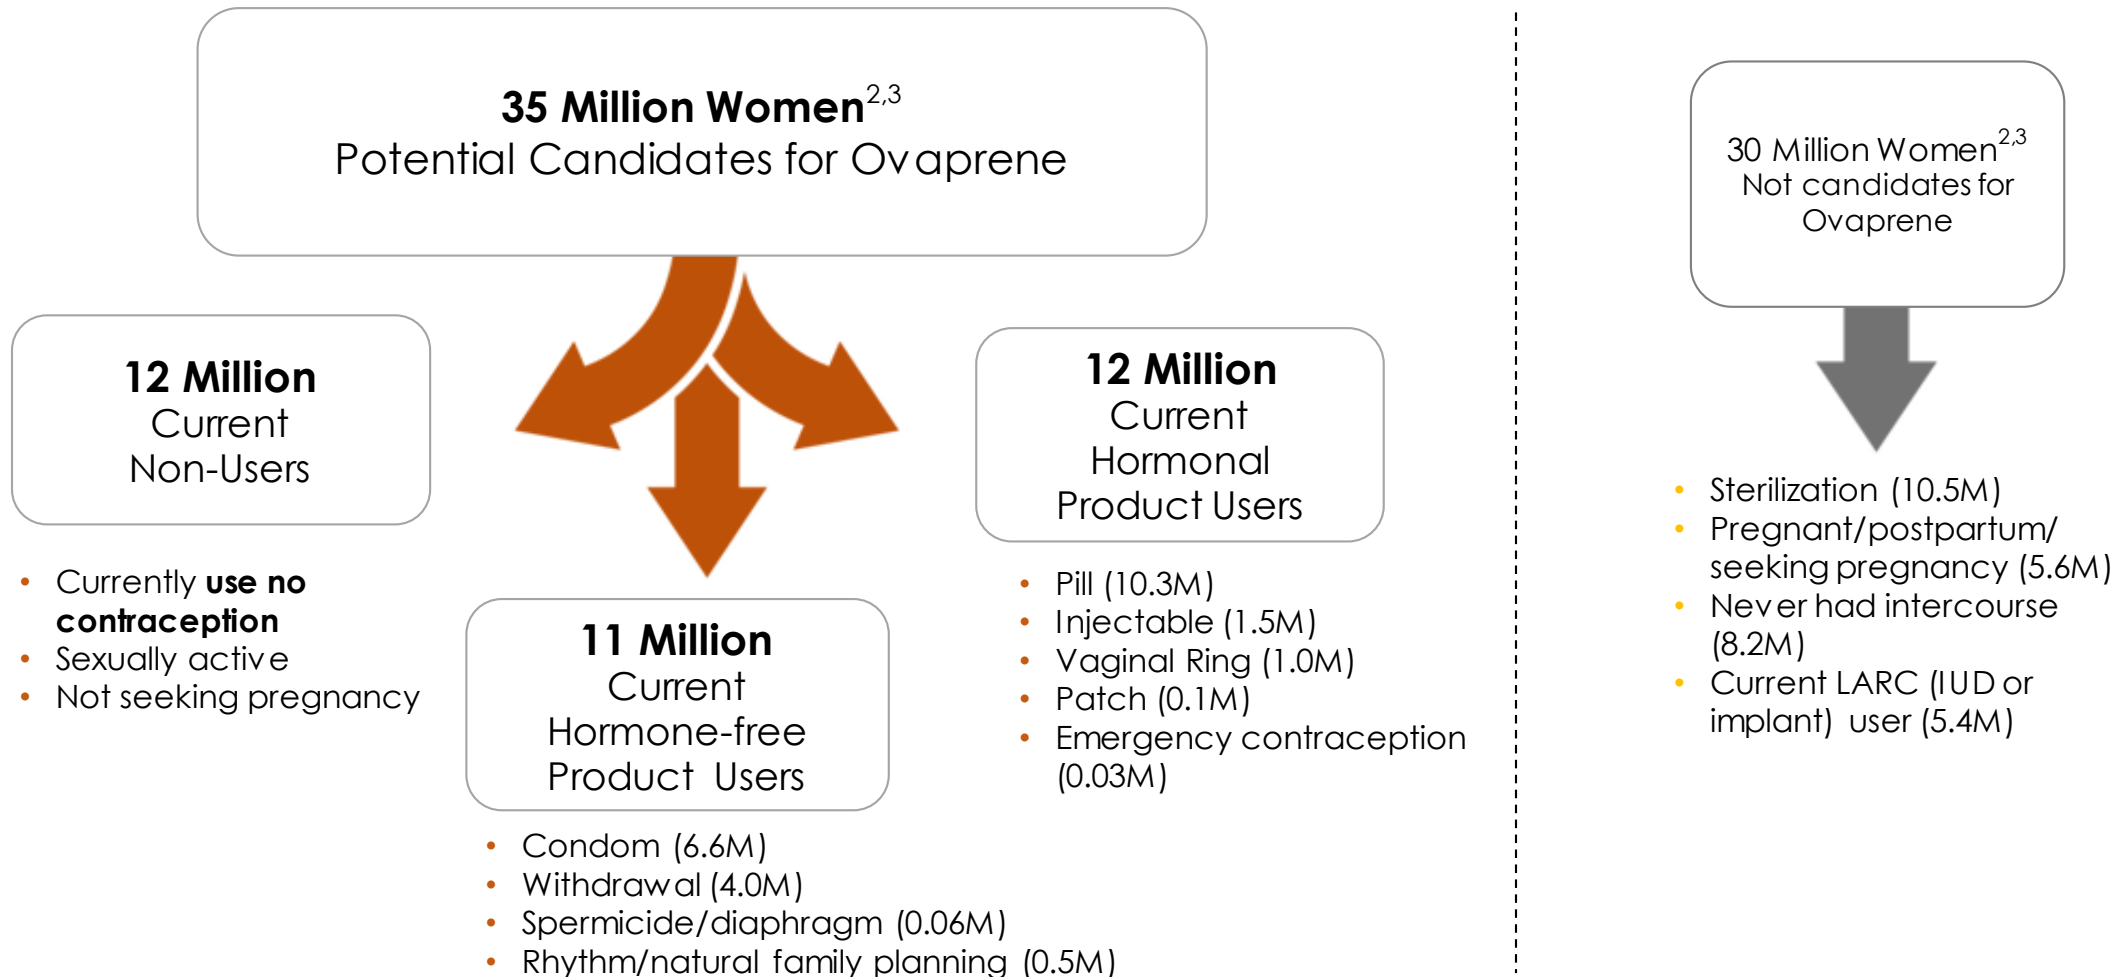 35 Million Women2,3
Potential Candidates for Ovaprene
12 Million
Current
Non-Users
• Currently use no
contraception
• Sexually active
• Not seeking pregnancy
11 Million
Current
Hormone-free
Product Users
• Condom (6.6M)
• Withdrawal (4.0M)
• Spermicide/diaphragm (0.06M)
• Rhythm/natural family planning (0.5M)
12 Million
Current
Hormonal
Product Users
• Pill (10.3M)
• Injectable (1.5M)
• Vaginal Ring (1.0M)
• Patch (0.1M)
• Emergency contraception
(0.03M)
30 Million Women2,3
Not candidates for
Ovaprene
• Sterilization (10.5M)
• Pregnant/postpartum/
seeking pregnancy (5.6M)
• Never had intercourse
(8.2M)
• Current LARC (IUD or
implant) user (5.4M)